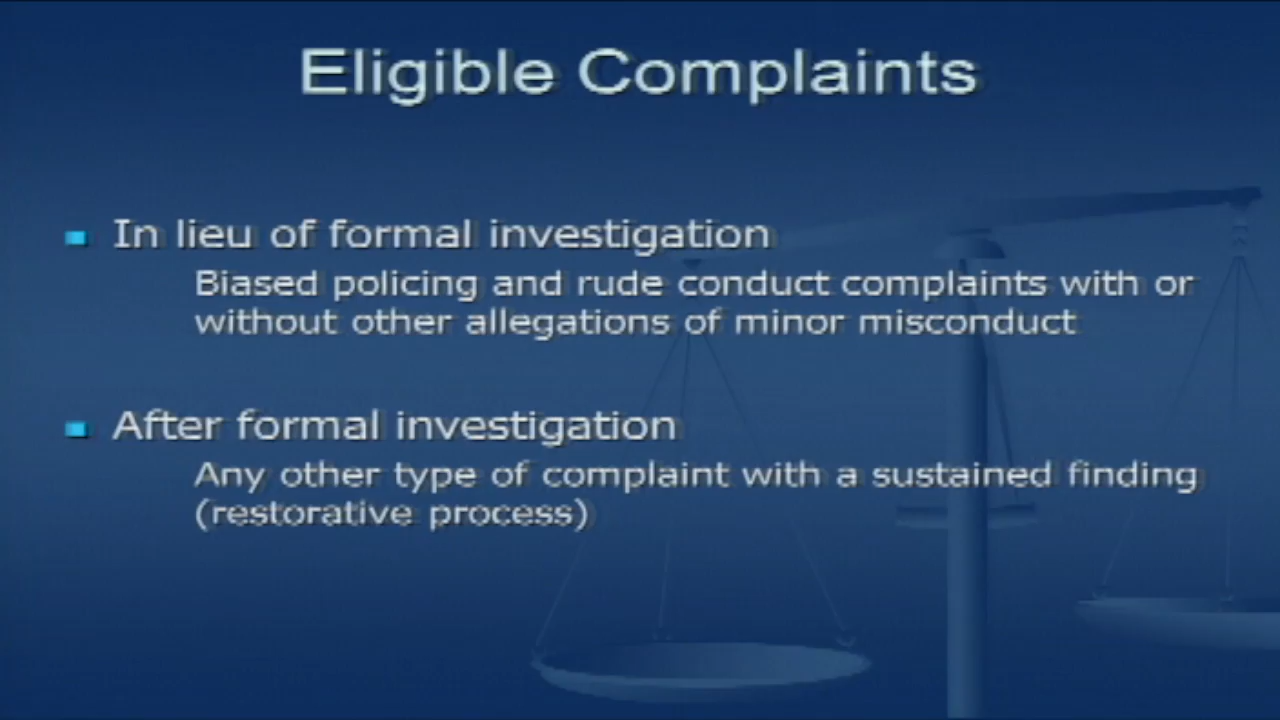 Eligible Complaints
In lieu of formal investigation
Biased policing and rude conduct complaints with or
without other allegations of minor misconduct
After formal investigation
Any other type of complaint with a sustained finding
(restorative process)